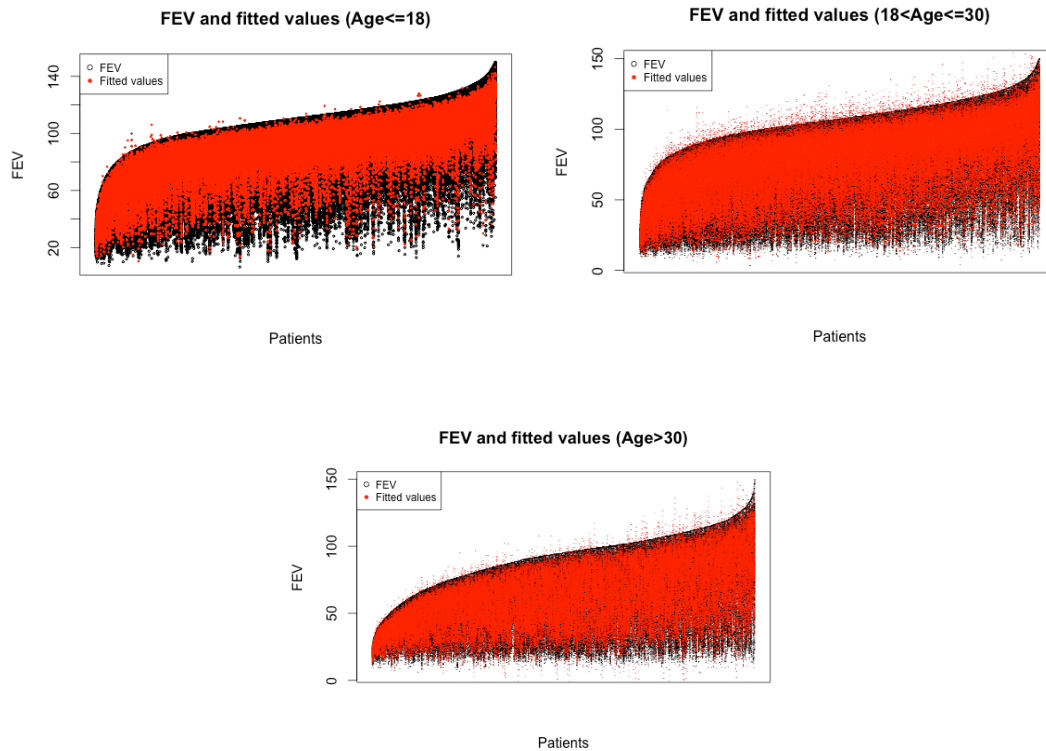 FEV and fitted values (Age<=18)
FEV
Fitted values
140
100
60
20
FEV
Patients
FEV and fitted values (18<Age<=30)
FEV
Fitted values
150
100
50
0
FEV
Patients
FEV and fitted values (Age>30)
FEV
Fitted values
150
100
50
0
FEV
Patients